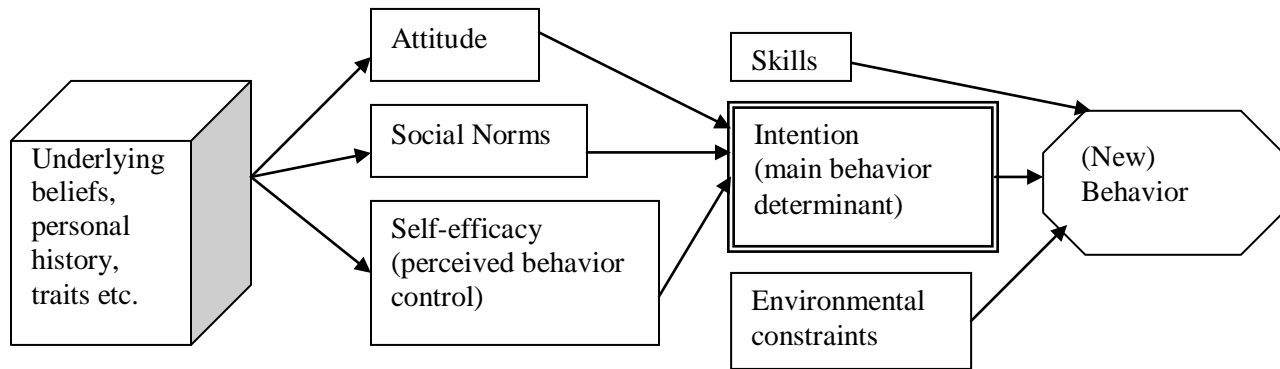 Underlying
beliefs,
personal
history,
traits etc.
Attitude
Social Norms
Self-efficacy
(perceived behavior
control)
Skills
Intention
(main behavior
determinant)
Environmental
constraints
(New)
Behavior